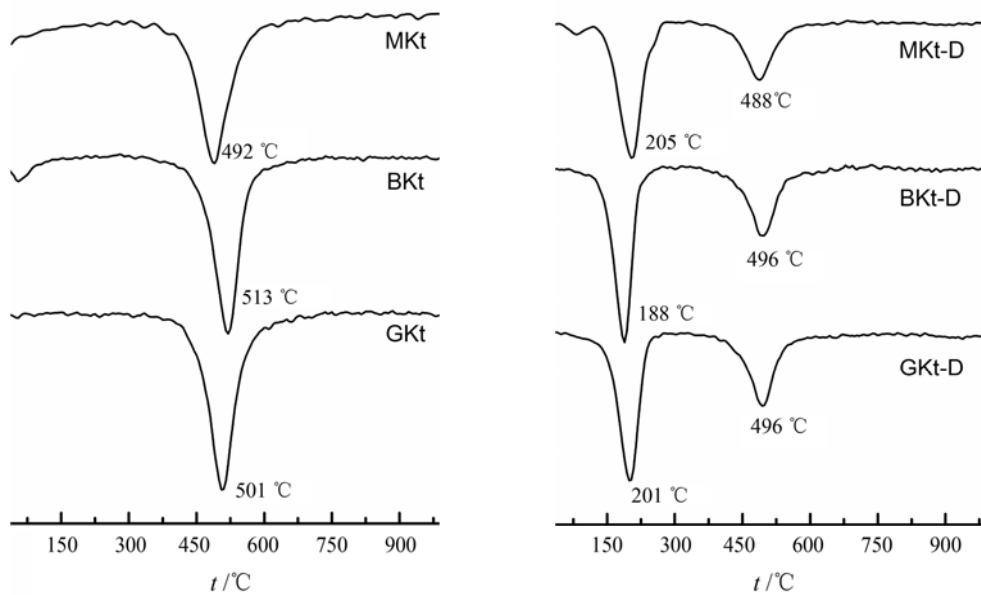 MKt
492 ℃
BKt
513 ℃
GKt
501 ℃
150 300 450 600 750 900
t /℃
MKt-D
488℃
205 ℃
BKt-D
496 ℃
188 ℃
GKt-D
496 ℃
201 ℃
150 300 450 600 750 900
t /℃